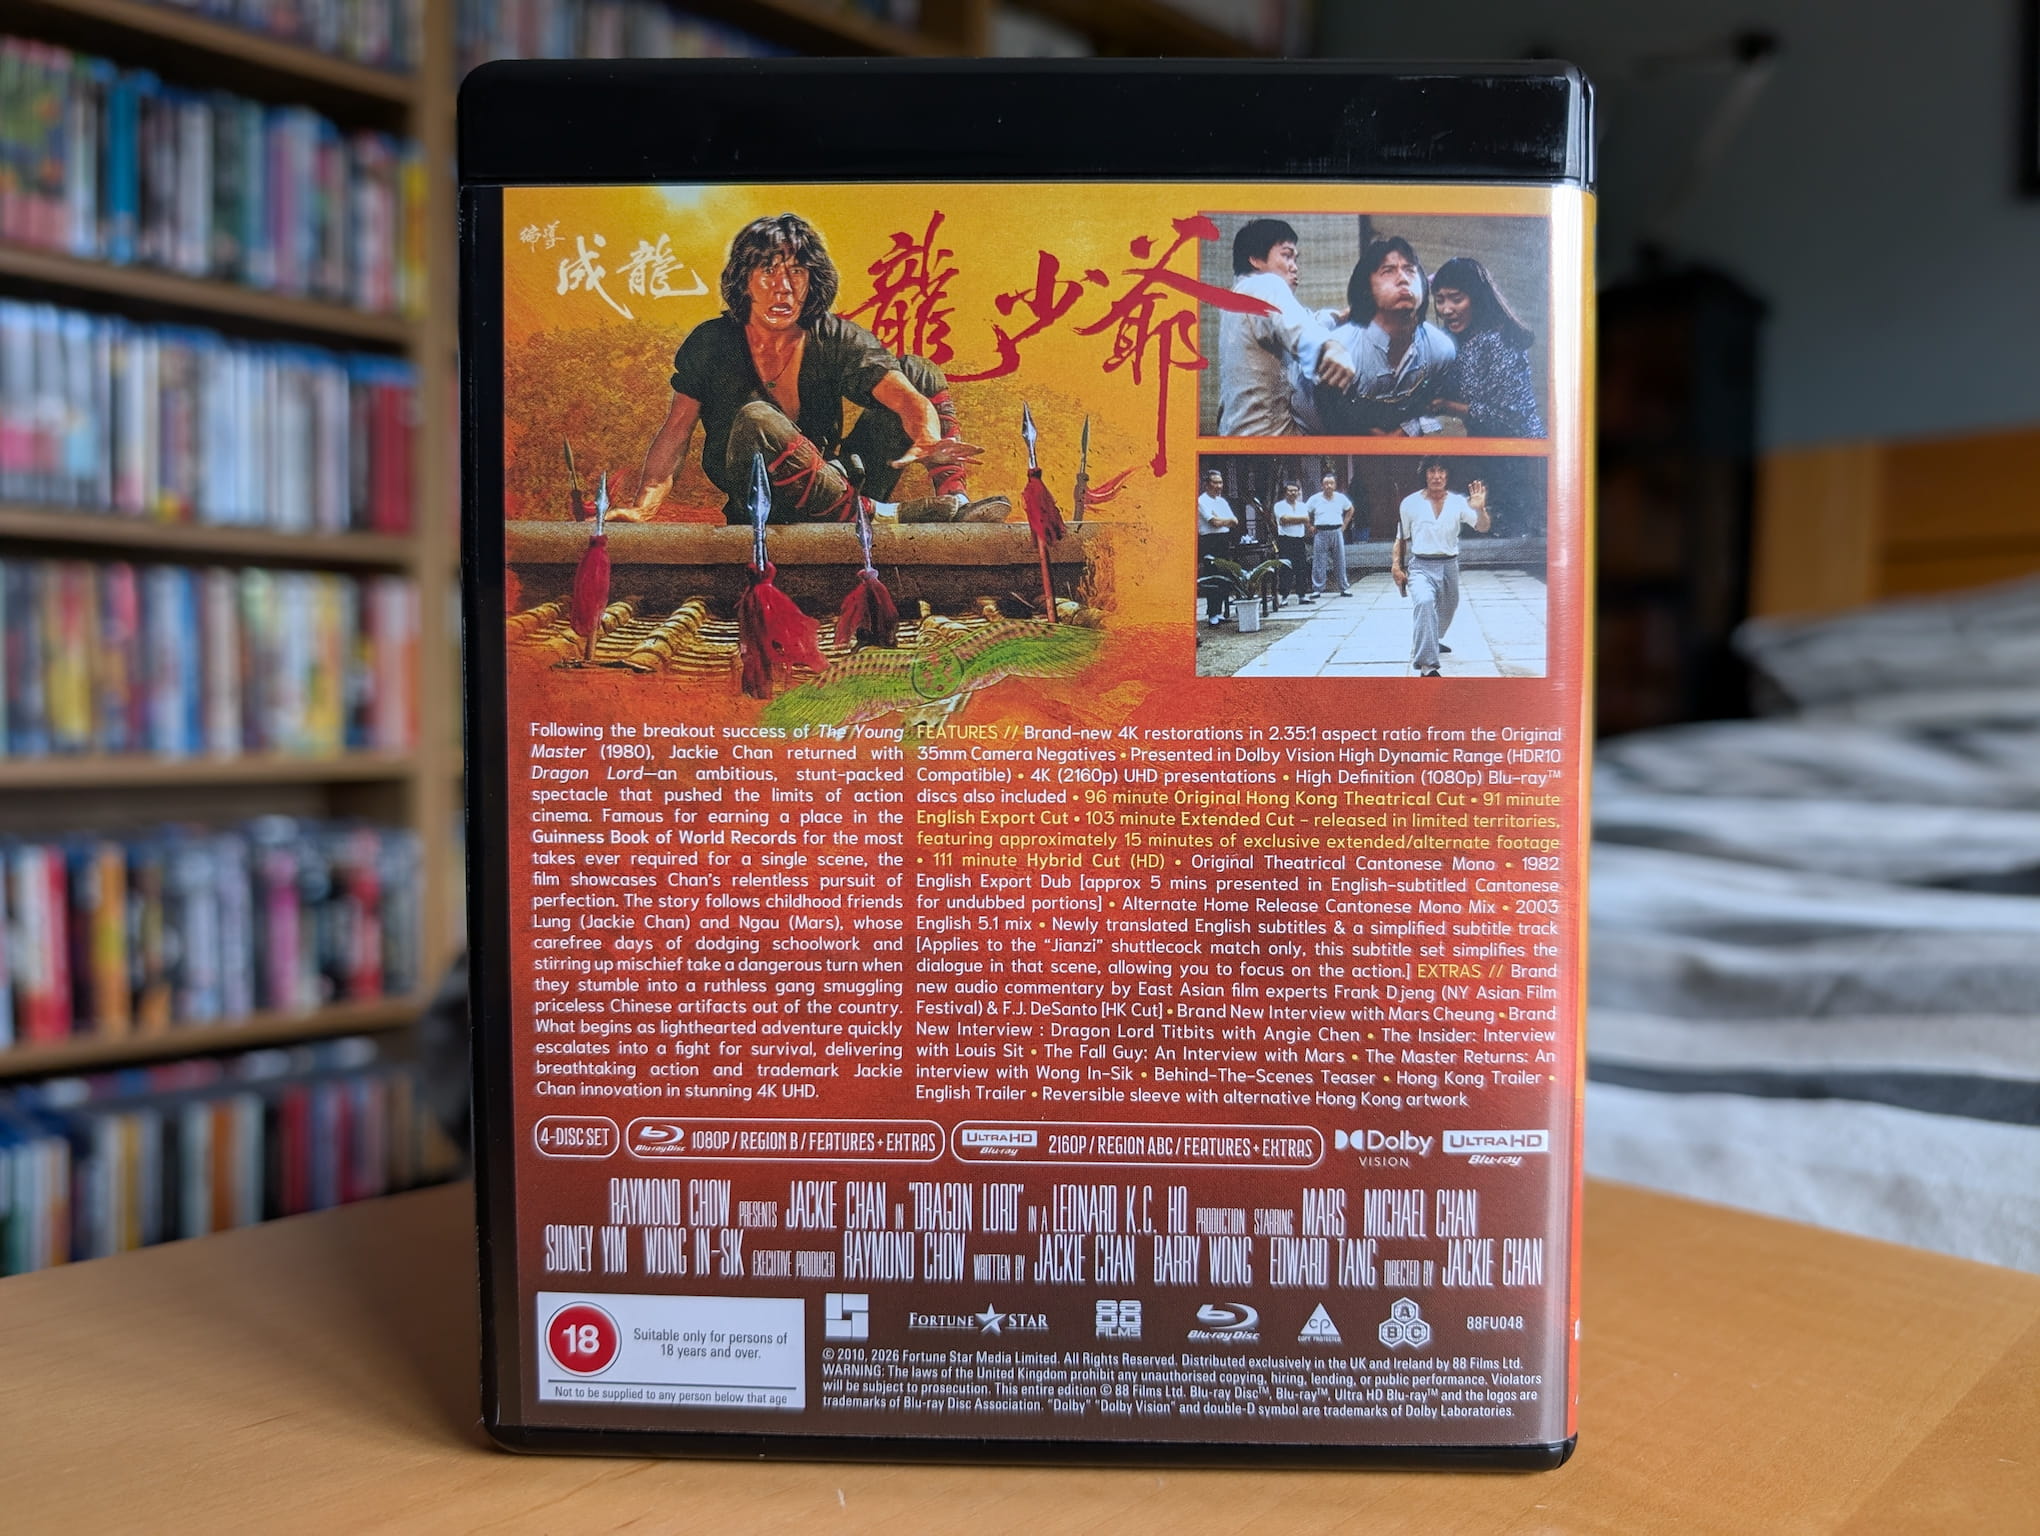 導演
成龍
龍少爺
Following the breakout success of The Young
Master (1980), Jackie Chan returned with
Dragon Lord—an ambitious, stunt-packed
spectacle that pushed the limits of action
cinema. Famous for earning a place in the
Guinness Book of World Records for the most
takes ever required for a single scene, the
film showcases Chan's relentless pursuit of
perfection. The story follows childhood friends
Lung (Jackie Chan) and Ngau (Mars), whose
carefree days of dodging schoolwork and
stirring up mischief take a dangerous turn when
they stumble into a ruthless gang smuggling
priceless Chinese artifacts out of the country.
What begins as lighthearted adventure quickly
escalates into a fight for survival, delivering
breathtaking action and trademark Jackie
Chan innovation in stunning 4K UHD.
FEATURES // Brand-new 4K restorations in 2.35:1 aspect ratio from the Original
35mm Camera Negatives • Presented in Dolby Vision High Dynamic Range (HDR10
Compatible) • 4K (2160p) UHD presentations • High Definition (1080p) Blu-ray™
discs also included • 96 minute Original Hong Kong Theatrical Cut • 91 minute
English Export Cut • 103 minute Extended Cut - released in limited territories,
featuring approximately 15 minutes of exclusive extended/alternate footage
• 111 minute Hybrid Cut (HD) • Original Theatrical Cantonese Mono • 1982
English Export Dub [approx 5 mins presented in English-subtitled Cantonese
for undubbed portions] • Alternate Home Release Cantonese Mono Mix • 2003
English 5.1 mix • Newly translated English subtitles & a simplified subtitle track
[Applies to the "Jianzi" shuttlecock match only, this subtitle set simplifies the
dialogue in that scene, allowing you to focus on the action.] EXTRAS // Brand
new audio commentary by East Asian film experts Frank Djeng (NY Asian Film
Festival) & F.J. DeSanto [HK Cut] • Brand New Interview with Mars Cheung • Brand
New Interview : Dragon Lord Titbits with Angie Chen • The Insider: Interview
with Louis Sit • The Fall Guy: An Interview with Mars • The Master Returns: An
interview with Wong In-Sik • Behind-The-Scenes Teaser • Hong Kong Trailer •
English Trailer • Reversible sleeve with alternative Hong Kong artwork
4-DISC SET
Blu-ray Disc 1080P / REGION B / FEATURES + EXTRAS
ULTRA HD Blu-ray 2160P / REGION ABC / FEATURES + EXTRAS
Dolby VISION
ULTRA HD Blu-ray
RAYMOND CHOW PRESENTS JACKIE CHAN IN "DRAGON LORD" IN A LEONARD K.C. HO PRODUCTION STARRING MARS MICHAEL CHAN
SIDNEY YIM WONG IN-SIK EXECUTIVE PRODUCER RAYMOND CHOW WRITTEN BY JACKIE CHAN BARRY WONG EDWARD TANG DIRECTED BY JACKIE CHAN
18
Suitable only for persons of
18 years and over.
Not to be supplied to any person below that age
FORTUNE STAR
88 FILMS
Blu-ray Disc
CP COPY PROTECTED
A B C
88FU048
© 2010, 2026 Fortune Star Media Limited. All Rights Reserved. Distributed exclusively in the UK and Ireland by 88 Films Ltd.
WARNING: The laws of the United Kingdom prohibit any unauthorised copying, hiring, lending, or public performance. Violators
will be subject to prosecution. This entire edition © 88 Films Ltd. Blu-ray Disc™, Blu-ray™, Ultra HD Blu-ray™ and the logos are
trademarks of Blu-ray Disc Association. "Dolby" "Dolby Vision" and double-D symbol are trademarks of Dolby Laboratories.